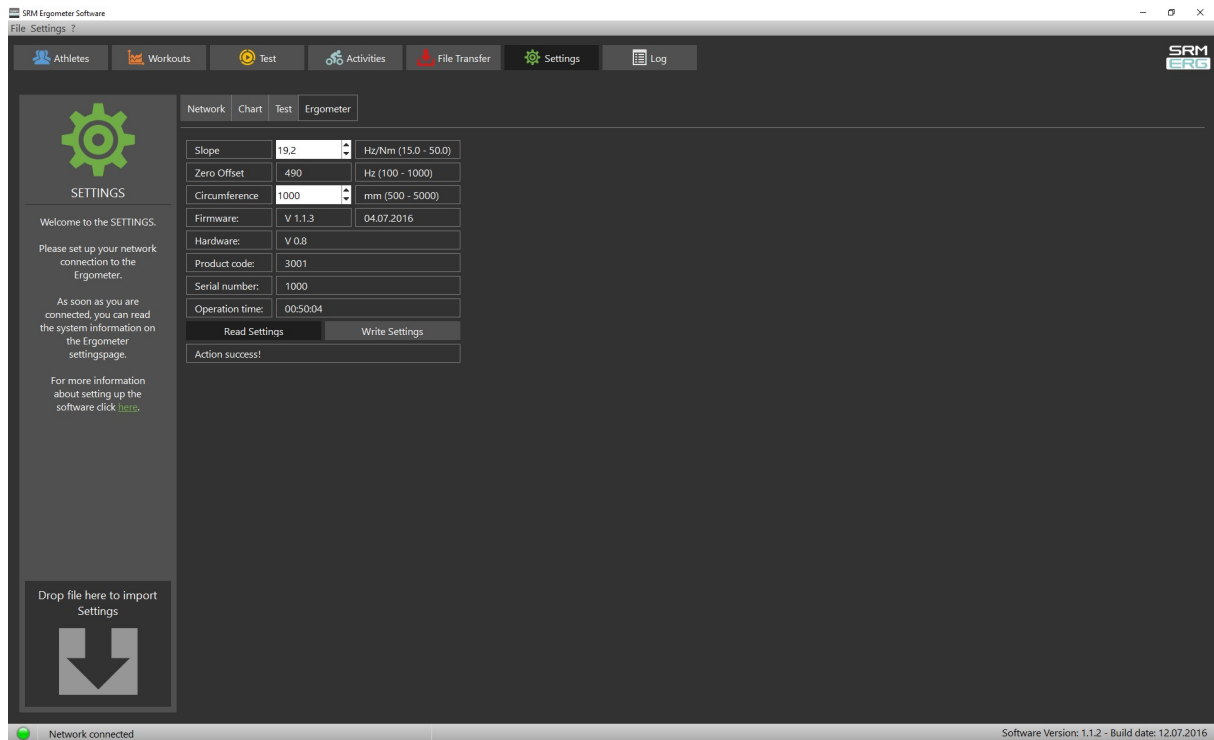 SRM Ergometer Software
File Settings ?
Athletes Workouts Test Activities File Transfer Settings Log
SRM
ERG
Network Chart Test Ergometer
SETTINGS
Welcome to the SETTINGS.
Please set up your network
connection to the
Ergometer.
As soon as you are
connected, you can read
the system information on
the Ergometer
settingspage.
For more information
about setting up the
software click here.
Slope 19,2 Hz/Nm (15.0 - 50.0)
Zero Offset 490 Hz (100 - 1000)
Circumference 1000 mm (500 - 5000)
Firmware: V 1.1.3 04.07.2016
Hardware: V 0.8
Product code: 3001
Serial number: 1000
Operation time: 00:50:04
Read Settings Write Settings
Action success!
Drop file here to import
Settings
Network connected
Software Version: 1.1.2 - Build date: 12.07.2016